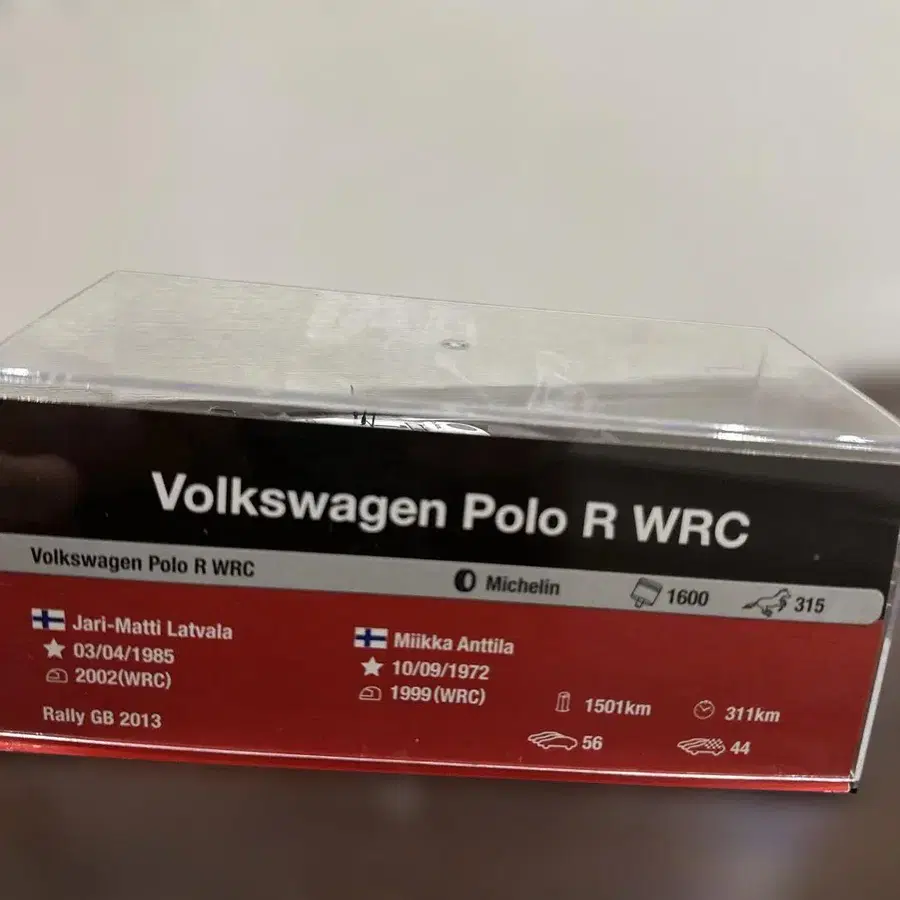 Volkswagen Polo R WRC
Volkswagen Polo R WRC Michelin 1600 315
Jari-Matti Latvala
03/04/1985
2002(WRC)
Miikka Anttila
10/09/1972
1999(WRC)
1501km 311km
56 44
Rally GB 2013